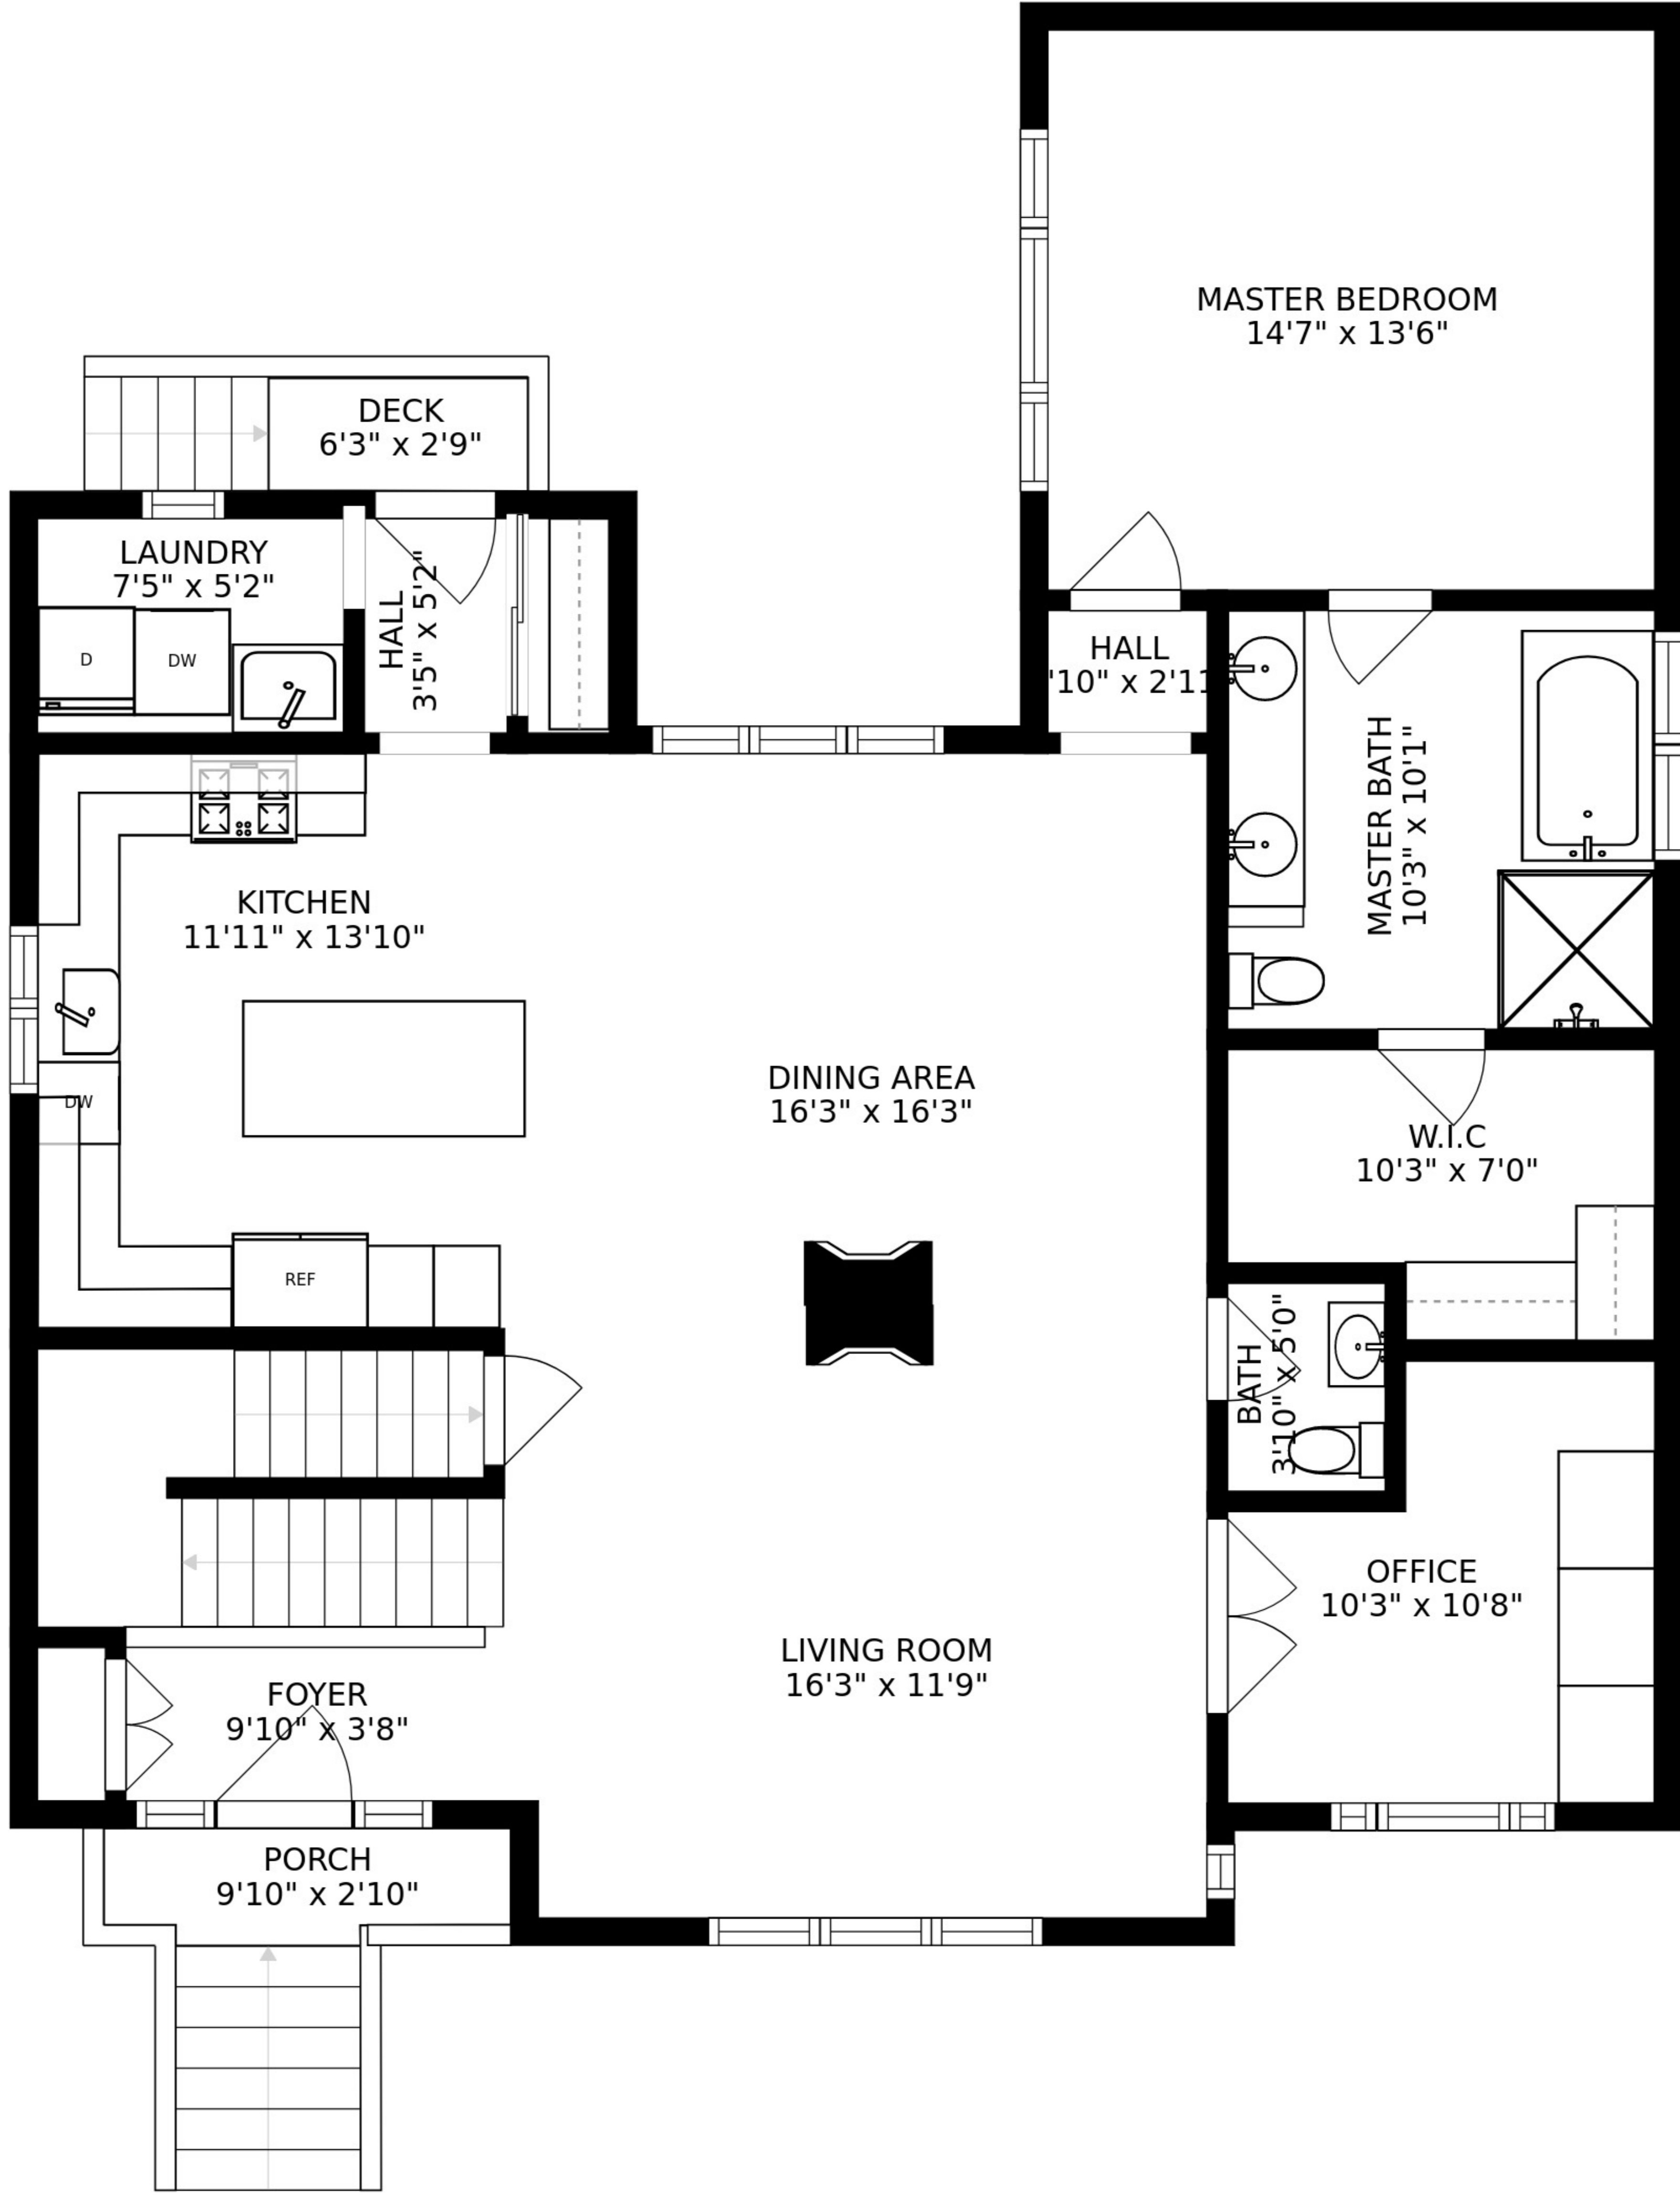 MASTER BEDROOM
14'7" x 13'6"
DECK
6'3" x 2'9"
LAUNDRY
7'5" x 5'2"
HALL
3'5" x 5'2"
D
DW
HALL
'10" x 2'11
MASTER BATH
10'3" x 10'1"
KITCHEN
11'11" x 13'10"
DINING AREA
16'3" x 16'3"
DW
W.I.C
10'3" x 7'0"
REF
BATH
3'10" x 5'0"
OFFICE
10'3" x 10'8"
LIVING ROOM
16'3" x 11'9"
FOYER
9'10" x 3'8"
PORCH
9'10" x 2'10"